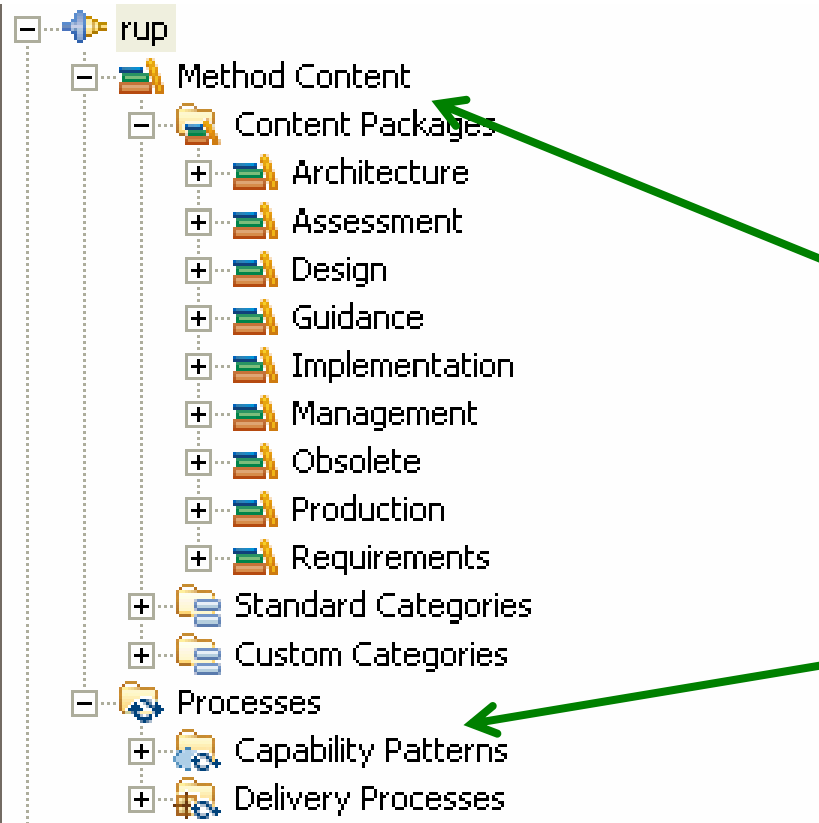 rup
Method Content
Content Packages
Architecture
Assessment
Design
Guidance
Implementation
Management
Obsolete
Production
Requirements
Standard Categories
Custom Categories
Processes
Capability Patterns
Delivery Processes